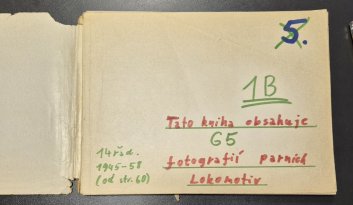 5.
1B
Tato kniha obsahuje
65
fotografií parních
Lokomotiv
14 řad.
1945-58
(od str. 60)